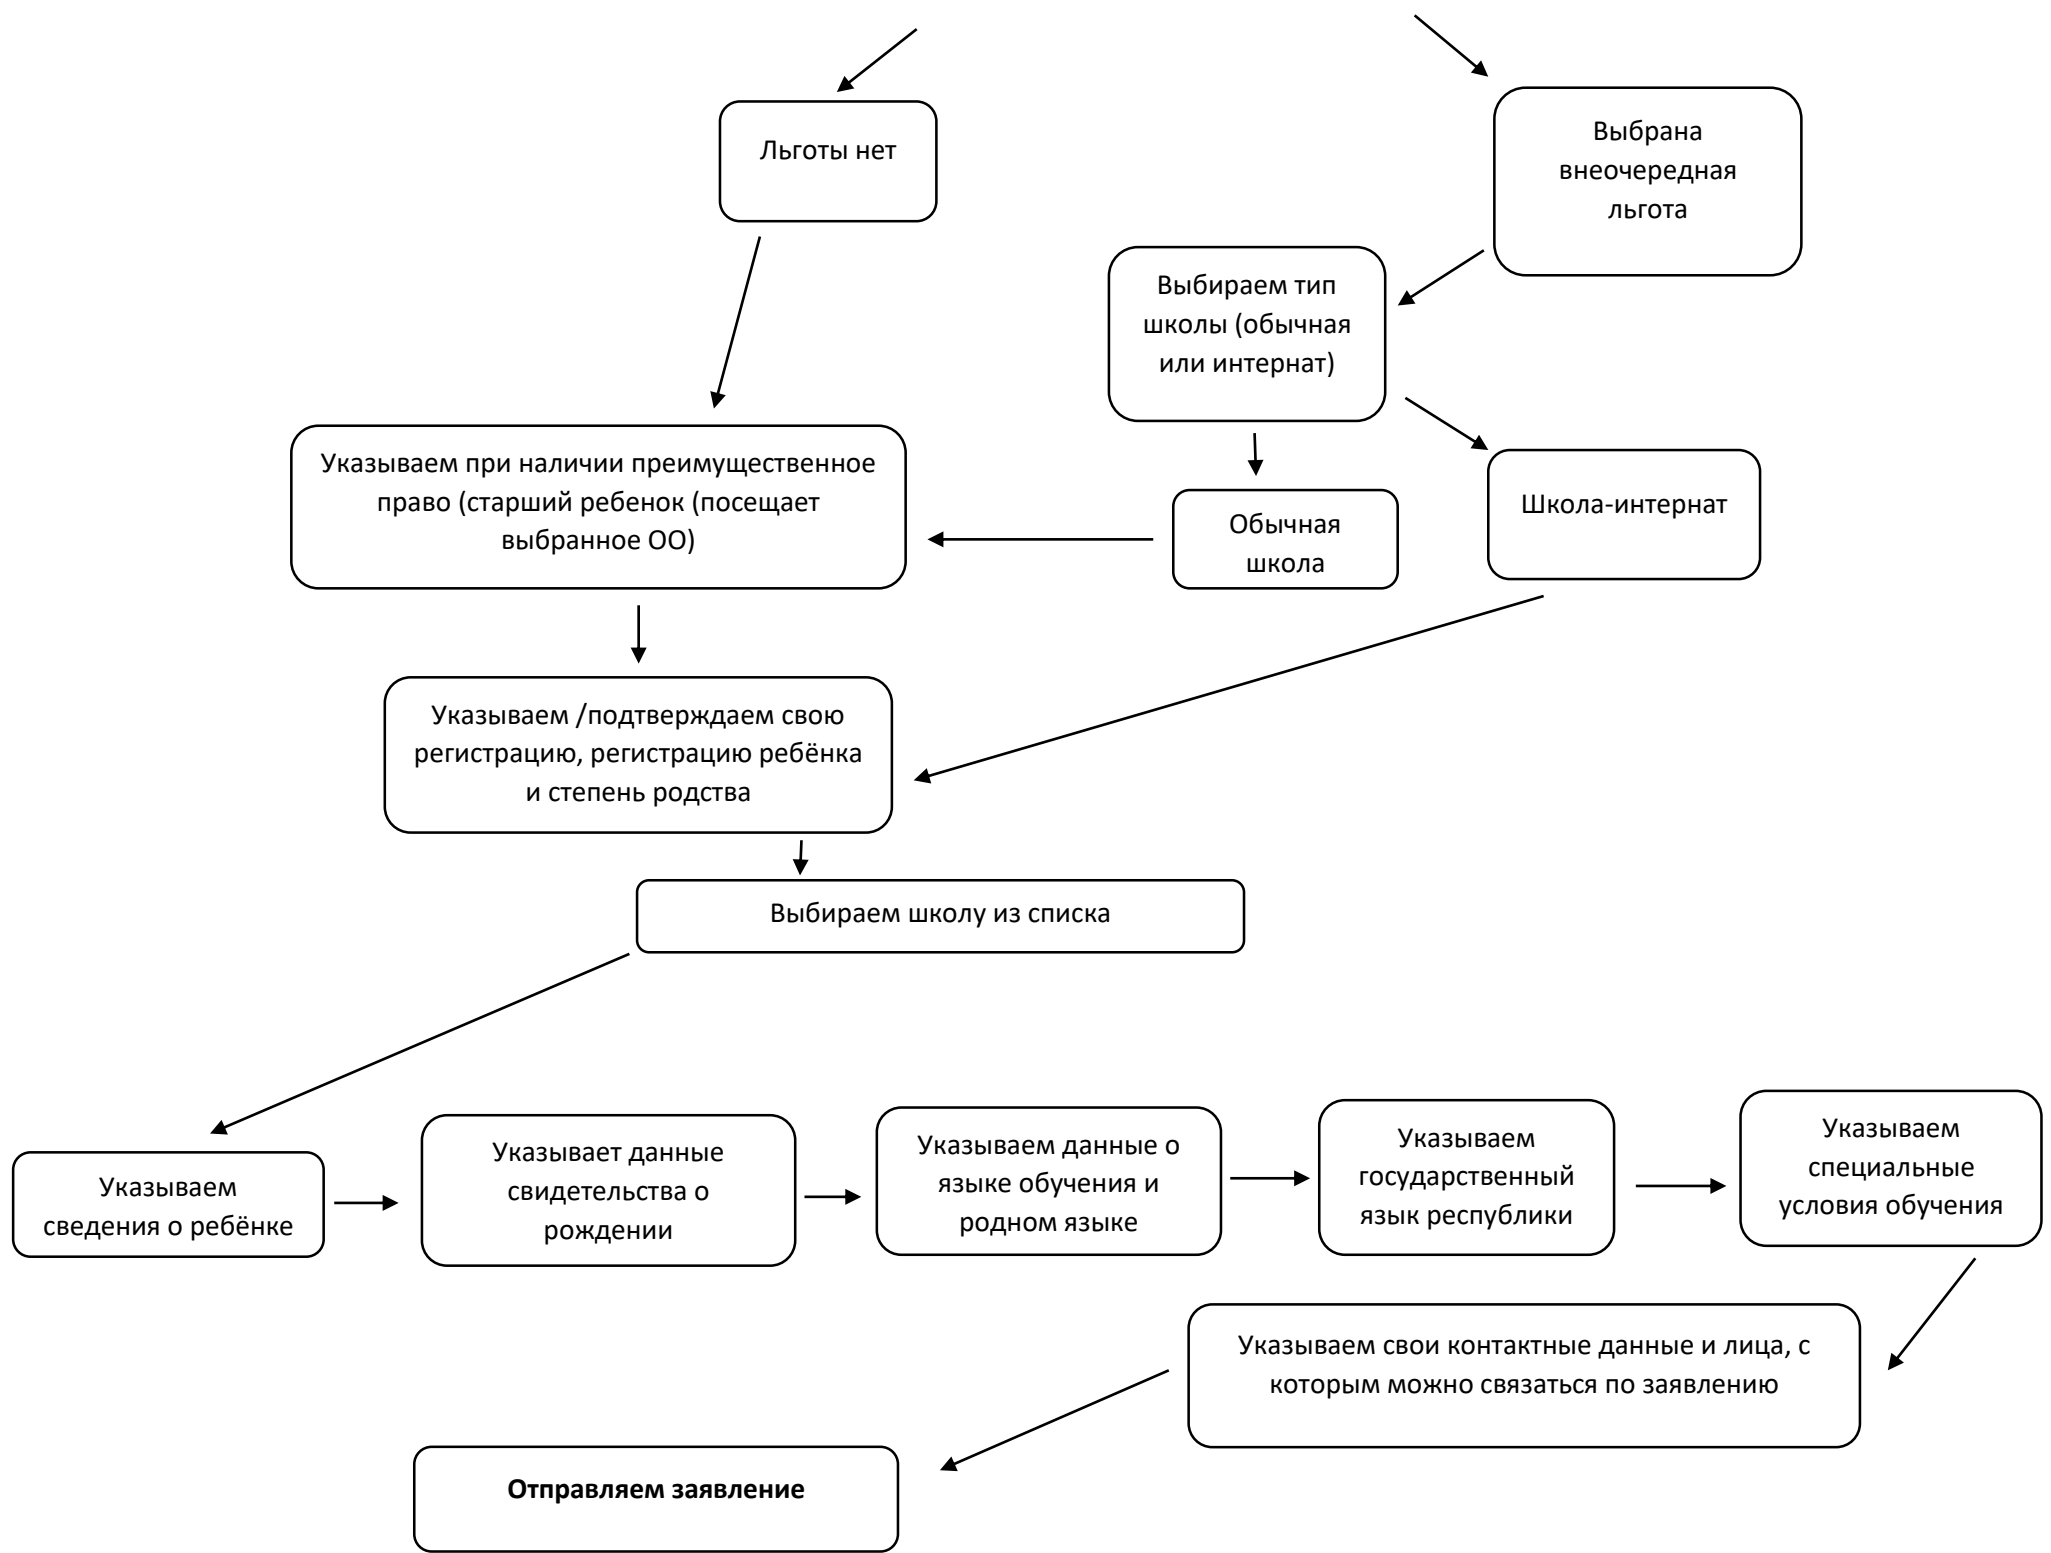 Льготы нет
Выбрана
внеочередная
льгота
Выбираем тип
школы (обычная
или интернат)
Указываем при наличии преимущественное
право (старший ребенок (посещает
выбранное ОО)
Обычная
школа
Школа-интернат
Указываем /подтверждаем свою
регистрацию, регистрацию ребёнка
и степень родства
Выбираем школу из списка
Указываем
сведения о ребёнке
Указывает данные
свидетельства о
рождении
Указываем данные о
языке обучения и
родном языке
Указываем
государственный
язык республики
Указываем
специальные
условия обучения
Указываем свои контактные данные и лица, с
которым можно связаться по заявлению
Отправляем заявление